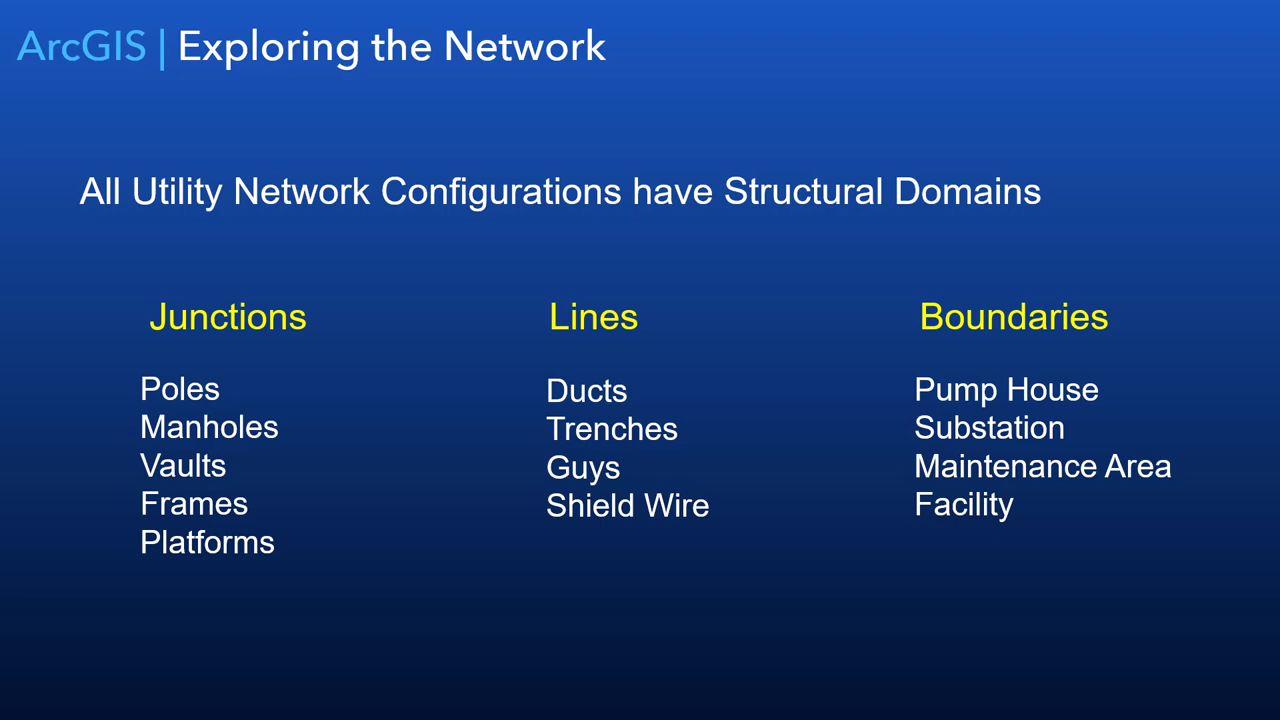 ArcGIS | Exploring the Network
All Utility Network Configurations have Structural Domains
Junctions
Poles
Manholes
Vaults
Frames
Platforms
Lines
Ducts
Trenches
Guys
Shield Wire
Boundaries
Pump House
Substation
Maintenance Area
Facility